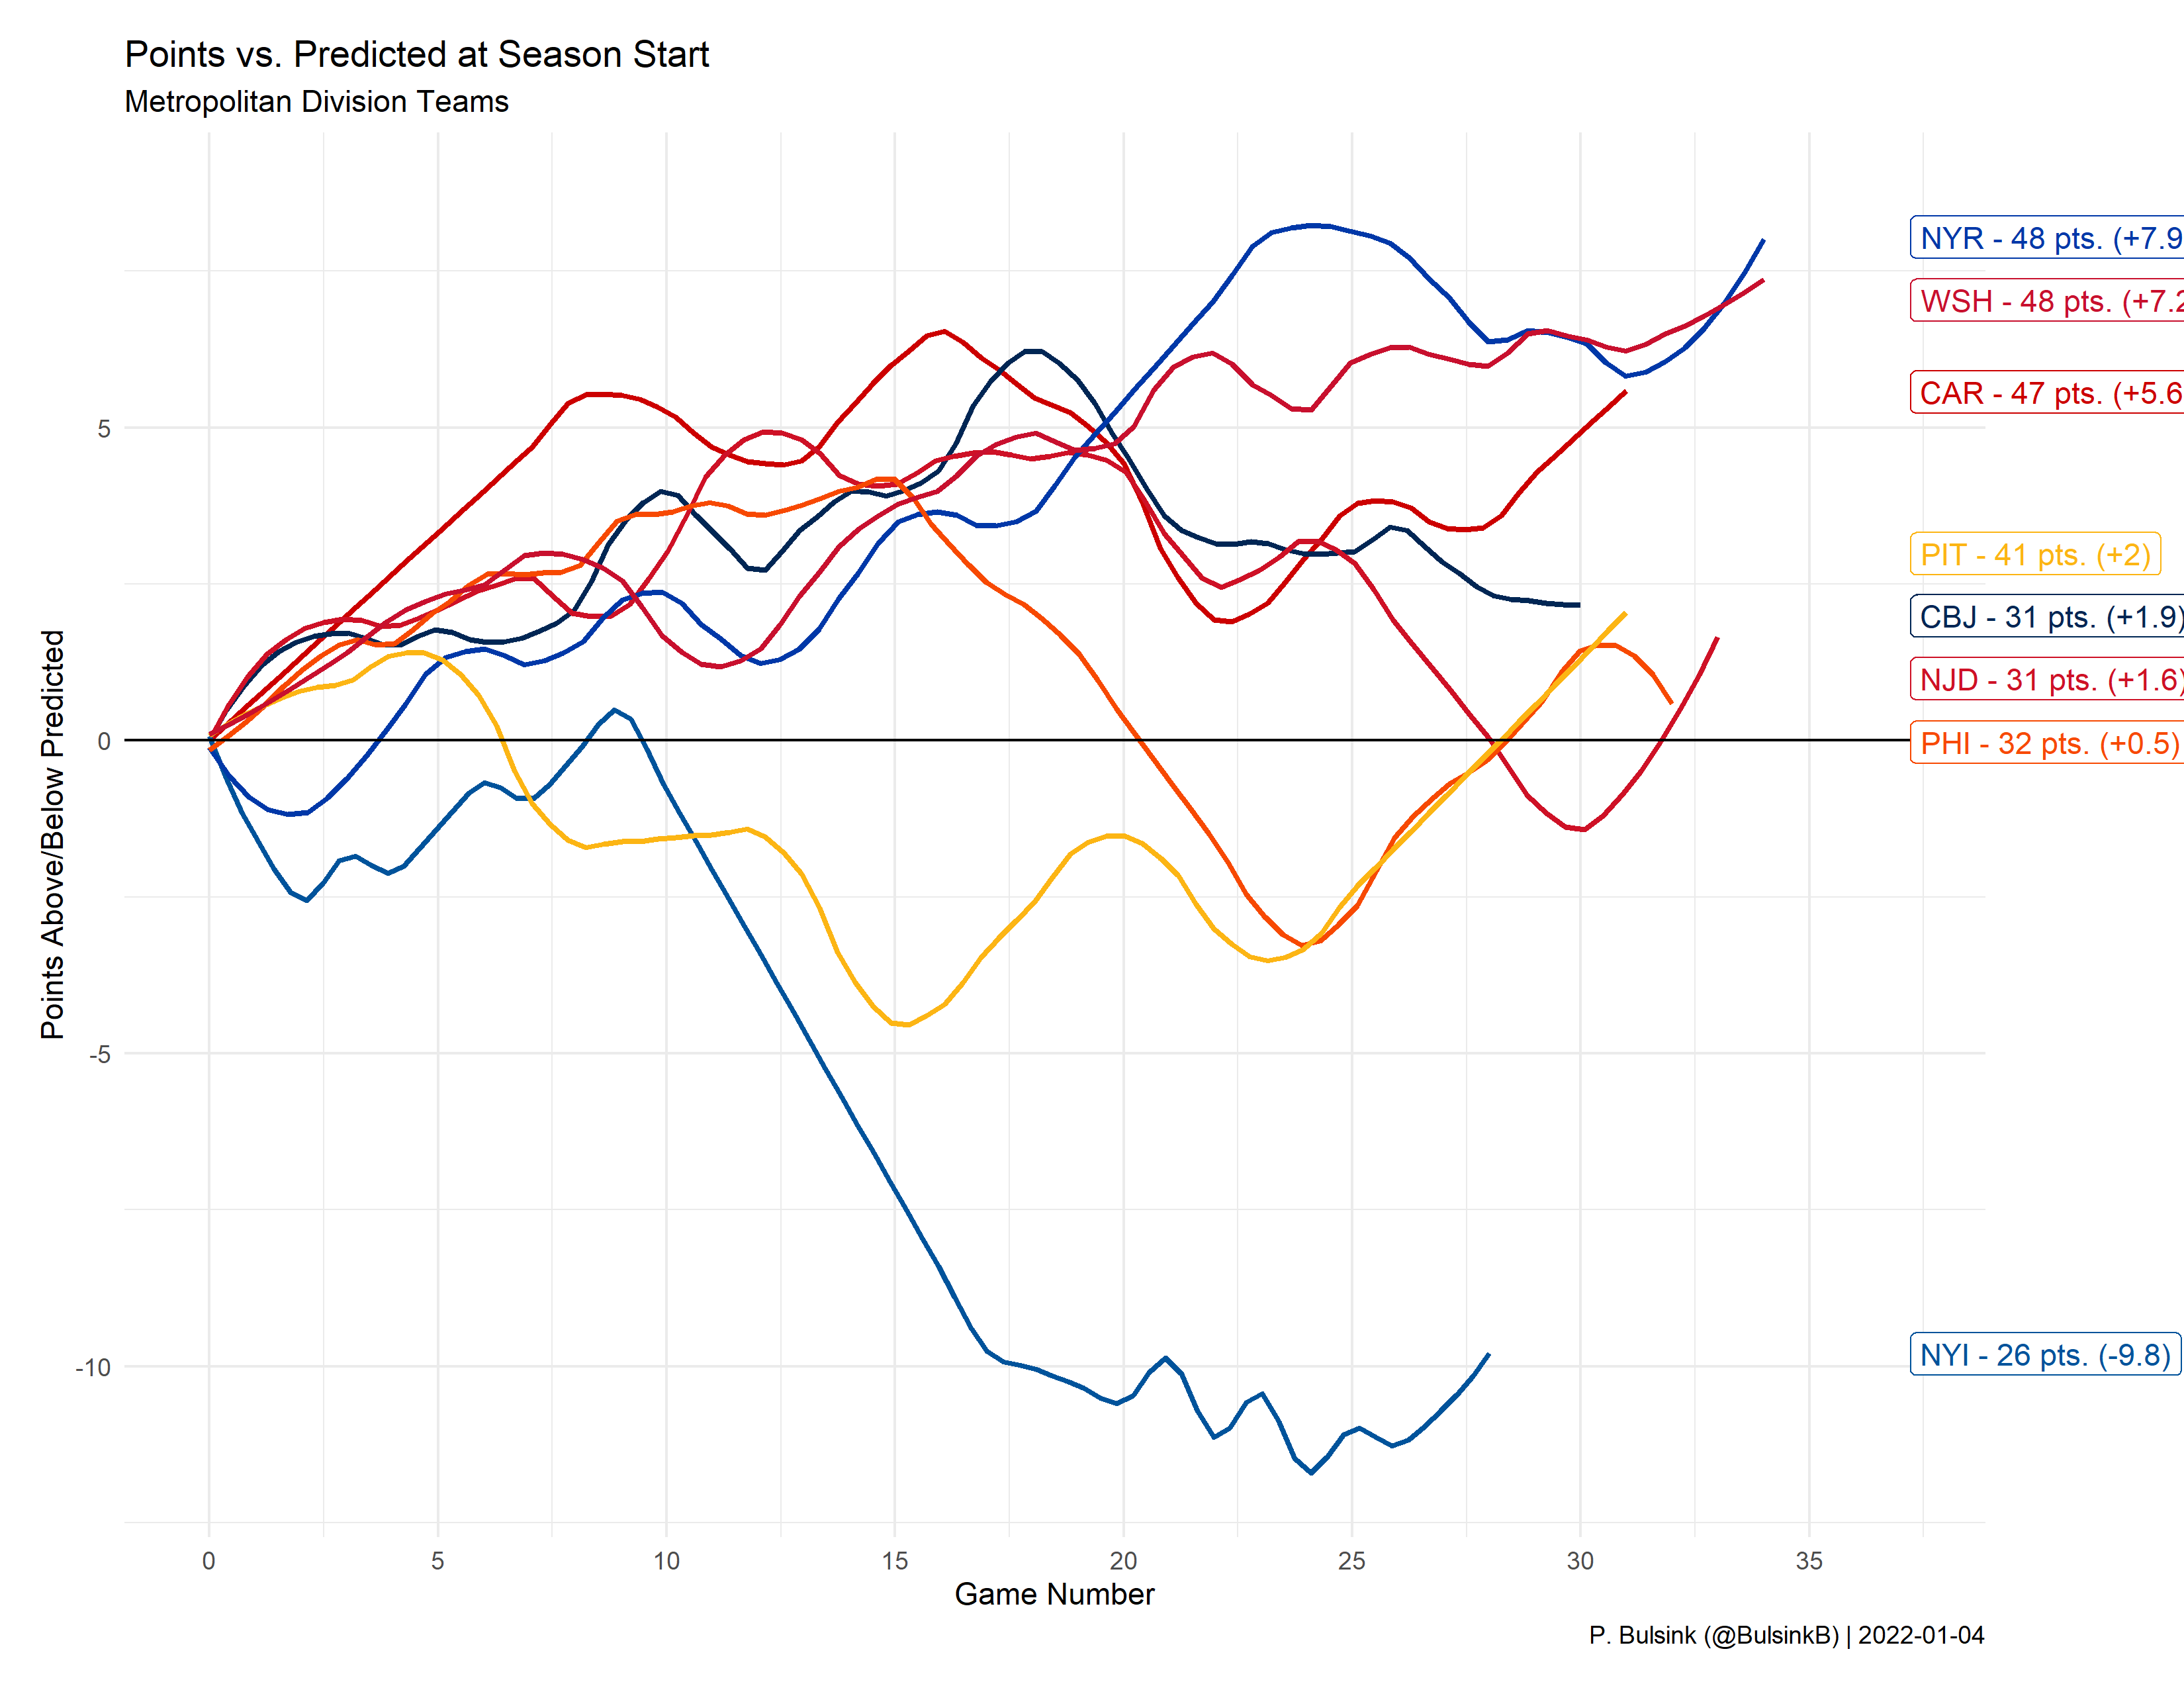 Points vs. Predicted at Season Start
Metropolitan Division Teams
Points Above/Below Predicted
5
0
-5
-10
NYR - 48 pts. (+7.9
WSH - 48 pts. (+7.2
CAR - 47 pts. (+5.6
PIT - 41 pts. (+2)
CBJ - 31 pts. (+1.9)
NJD - 31 pts. (+1.6)
PHI - 32 pts. (+0.5)
NYI - 26 pts. (-9.8)
0 5 10 15 20 25 30 35
Game Number
P. Bulsink (@BulsinkB) | 2022-01-04